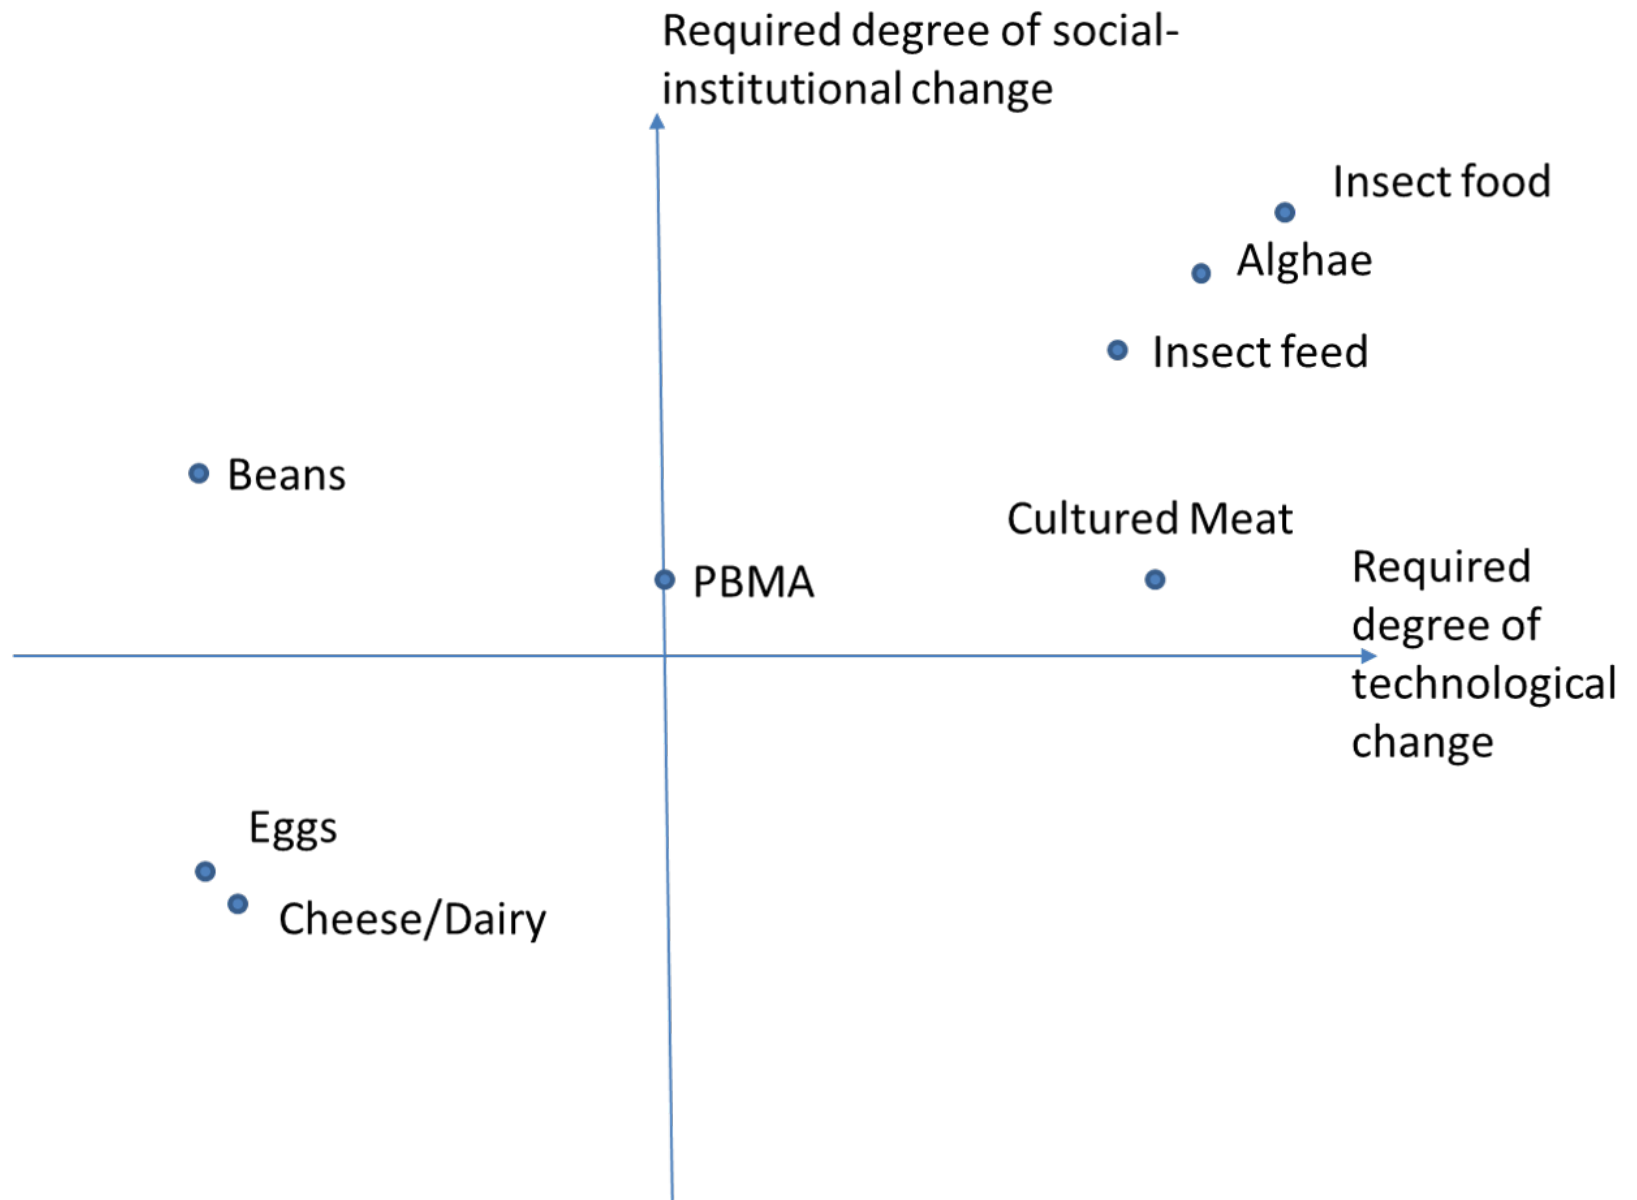 Required degree of social-
institutional change
Insect food
Alghae
Insect feed
Beans
Cultured Meat
PBMA
Required
degree of
technological
change
Eggs
Cheese/Dairy